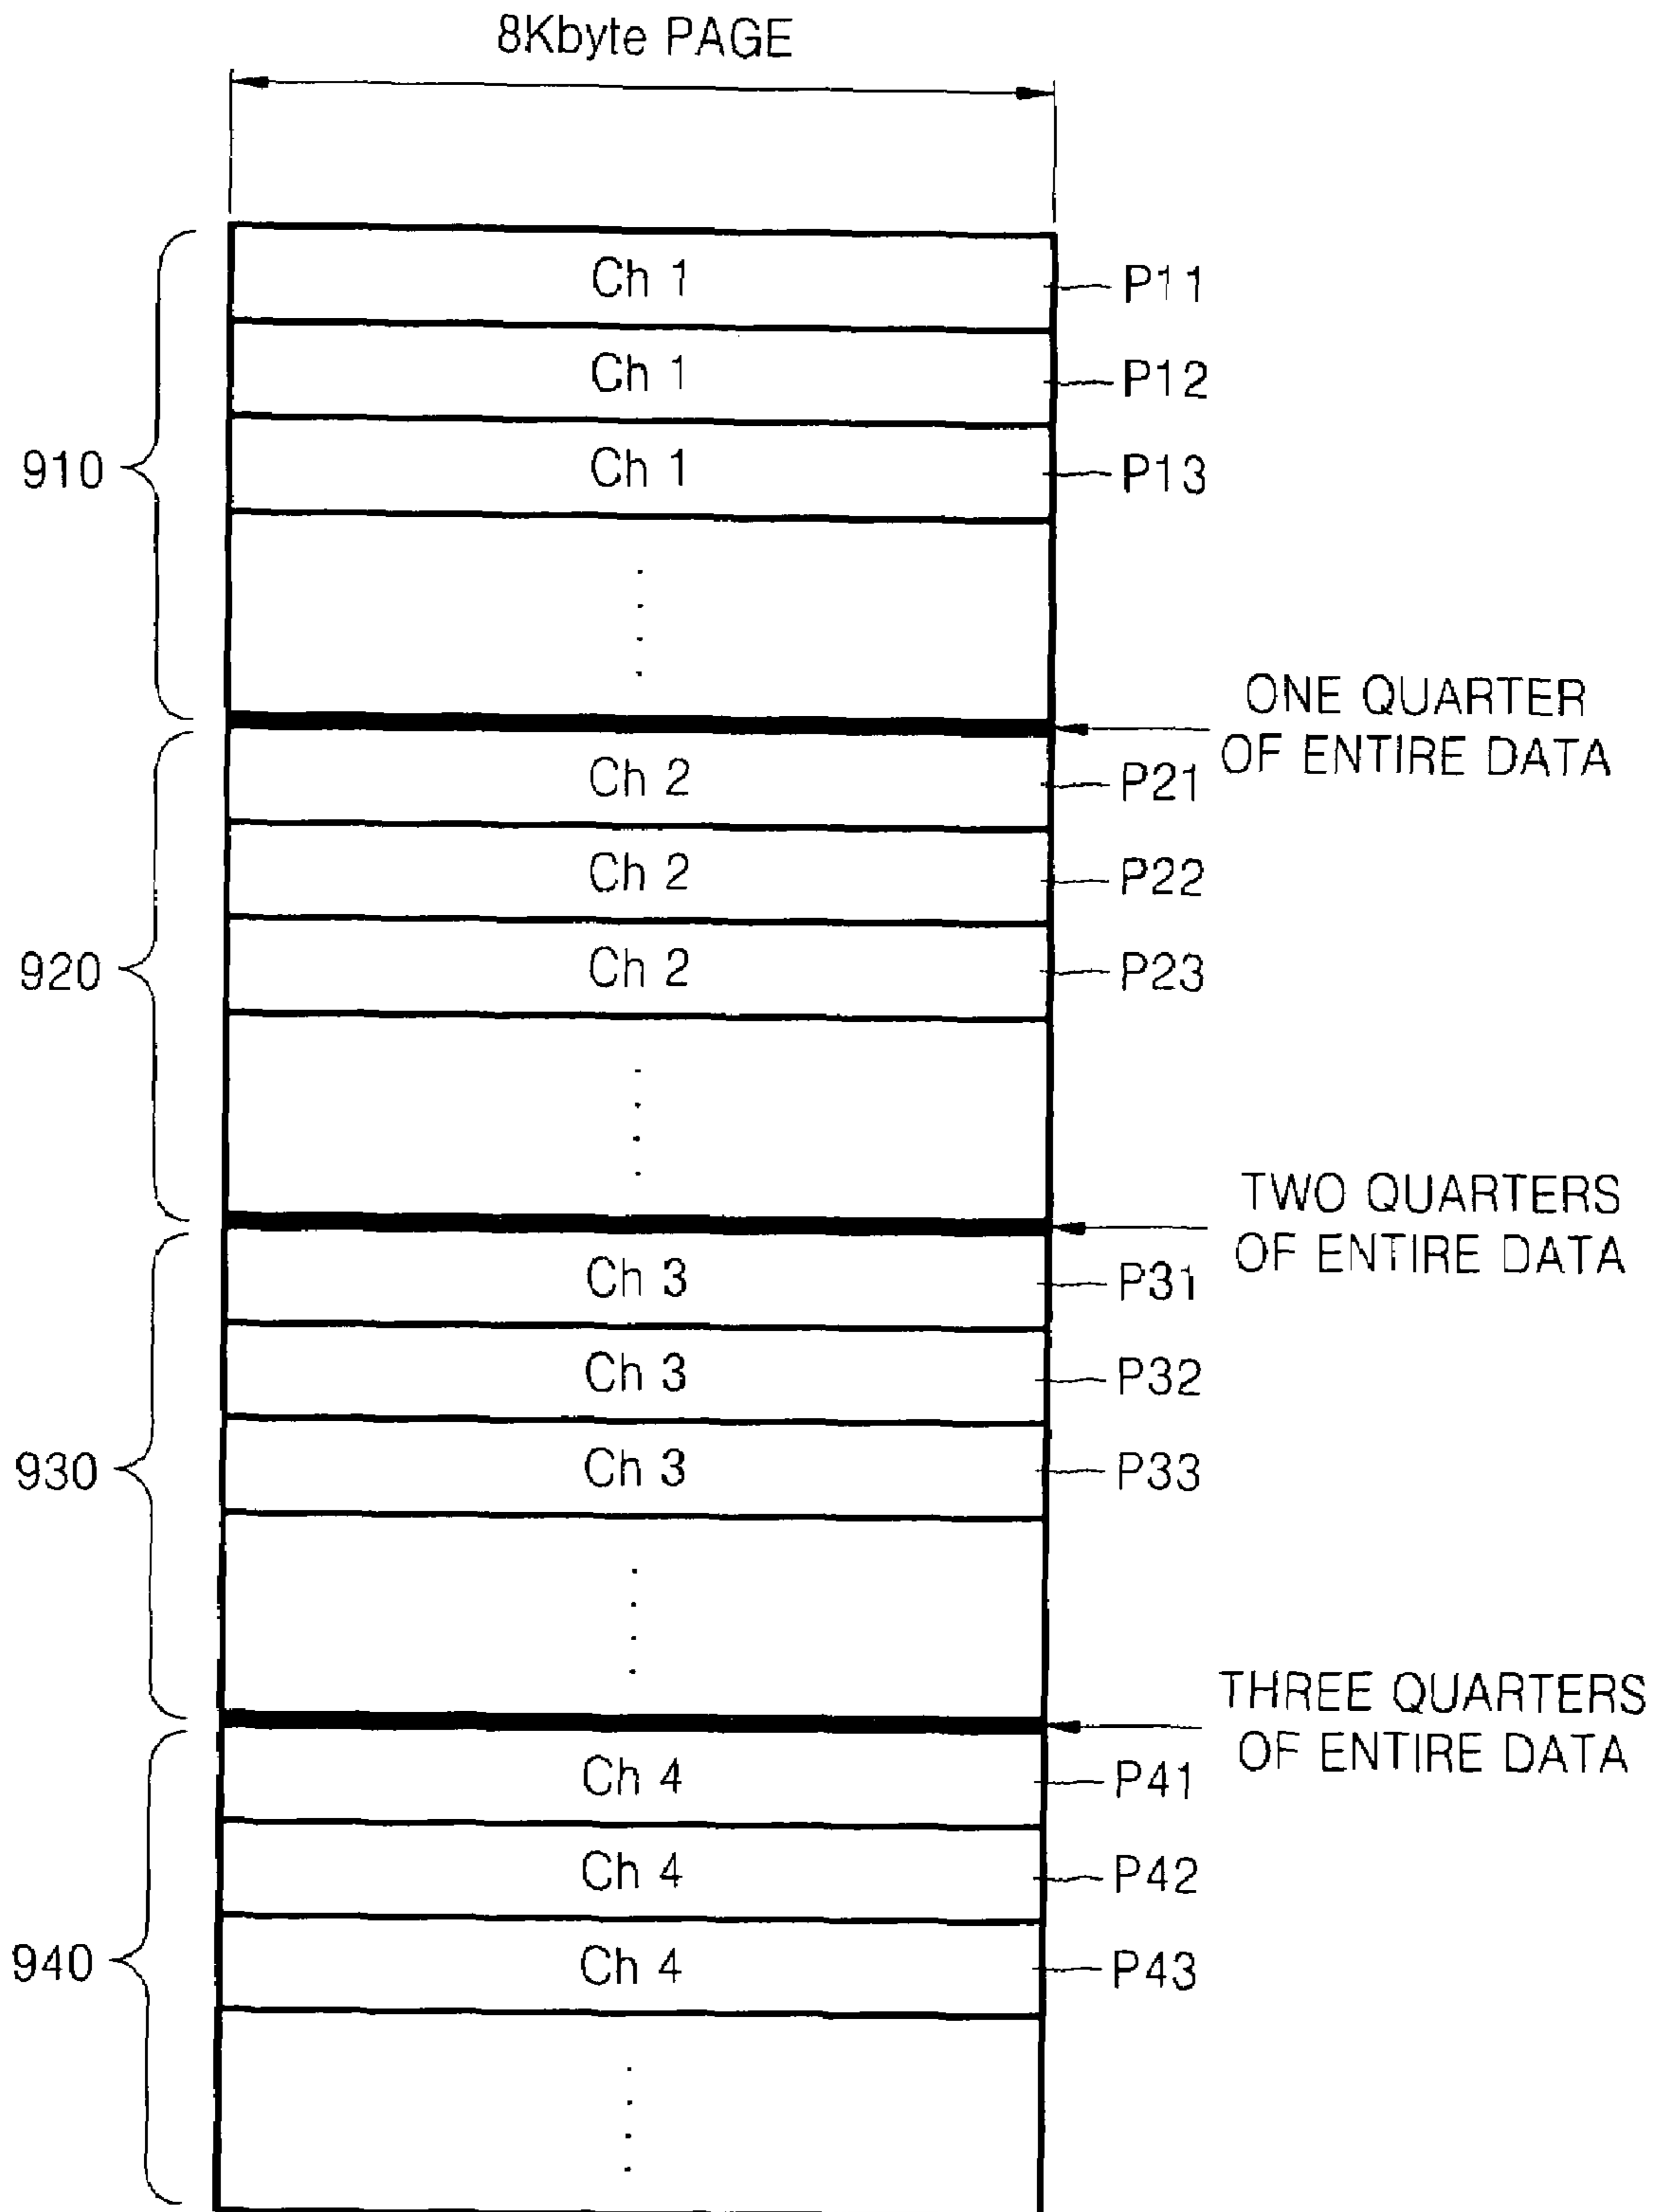 8Kbyte PAGE
Ch 1
P11
Ch 1
P12
910
Ch 1
P13
ONE QUARTER
OF ENTIRE DATA
Ch 2
P21
Ch 2
P22
920
Ch 2
P23
TWO QUARTERS
OF ENTIRE DATA
Ch 3
P31
Ch 3
P32
930
Ch 3
P33
THREE QUARTERS
OF ENTIRE DATA
Ch 4
P41
Ch 4
P42
940
Ch 4
P43